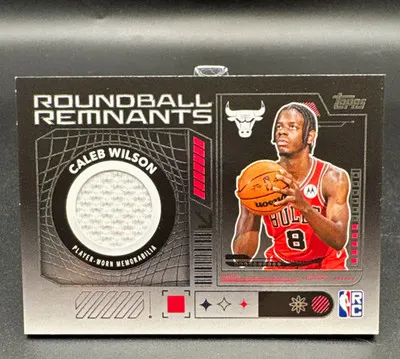 ROUNDBALL
REMNANTS
Topps
CALEB WILSON
PLAYER-WORN MEMORABILIA
BULLS
8
RC